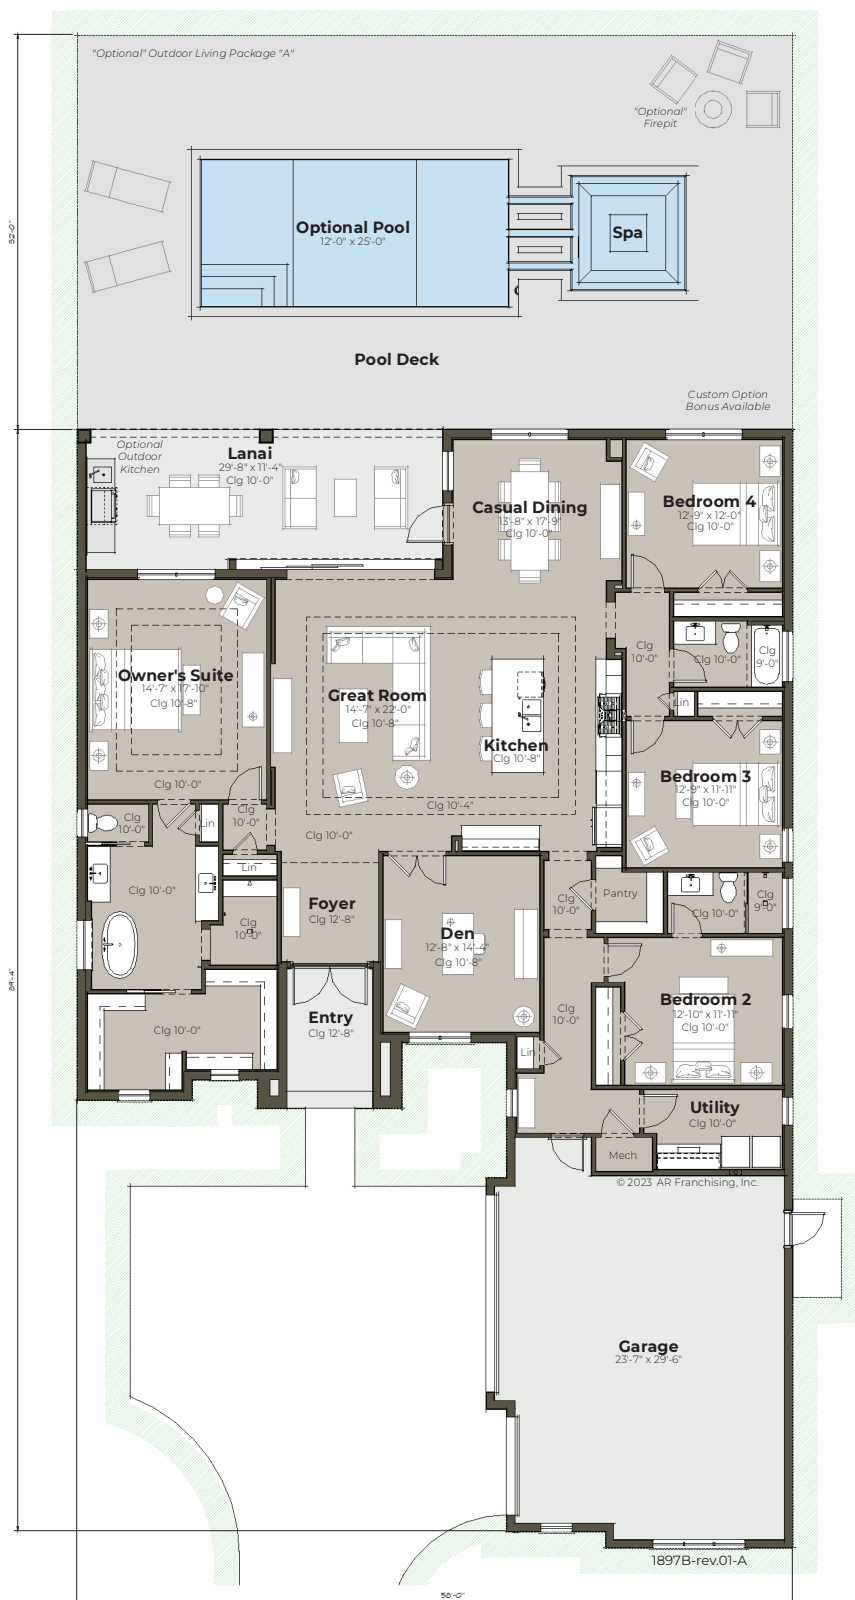 "Optional" Outdoor Living Package "A"
"Optional"
Firepit
32'-0"
Optional Pool
12'-0" x 25'-0"
Spa
Pool Deck
Custom Option
Bonus Available
Optional
Outdoor
Kitchen
Lanai
29'-8" x 11'-4"
Clg 10'-0"
Casual Dining
13'-8" x 17'-9"
Clg 10'-0"
Bedroom 4
12'-9" x 12'-0"
Clg 10'-0"
Clg
10'-0"
Clg 10'-0"
Clg
9'-0"
Lin
Owner's Suite
14'-7" x 17'-10"
Clg 10'-8"
Clg 10'-0"
Great Room
14'-7" x 22'-0"
Clg 10'-8"
Kitchen
Clg 10'-8"
Clg 10'-4"
Clg 10'-0"
Bedroom 3
12'-9" x 11'-11"
Clg 10'-0"
Clg
10'-0"
Lin
Clg
10'-0"
Lin
Clg 10'-0"
Clg
10'-0"
Foyer
Clg 12'-8"
Den
12'-8" x 14'-4"
Clg 10'-8"
Clg
10'-0"
Pantry
Clg 10'-0"
Clg
9'-0"
89'-4"
Entry
Clg 12'-8"
Clg 10'-0"
Clg
10'-0"
Lin
Bedroom 2
12'-10" x 11'-11"
Clg 10'-0"
Utility
Clg 10'-0"
Mech
© 2023 AR Franchising, Inc.
Garage
23'-7" x 29'-6"
1897B-rev.01-A
58'-0"